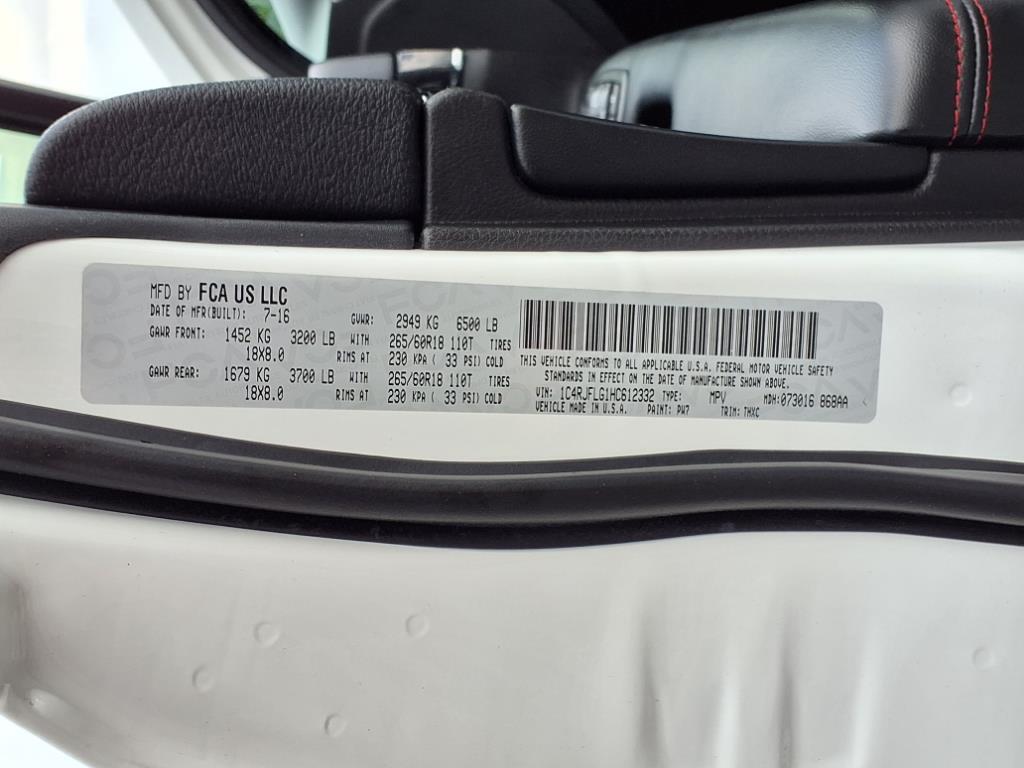 MFD BY FCA US LLC
DATE OF MFR(BUILT): 7-16 GVWR: 2949 KG 6500 LB
GAWR FRONT: 1452 KG 3200 LB WITH 265/60R18 110T TIRES
18X8.0 RIMS AT 230 KPA ( 33 PSI) COLD
GAWR REAR: 1679 KG 3700 LB WITH 265/60R18 110T TIRES
18X8.0 RIMS AT 230 KPA ( 33 PSI) COLD
THIS VEHICLE CONFORMS TO ALL APPLICABLE U.S.A. FEDERAL MOTOR VEHICLE SAFETY
STANDARDS IN EFFECT ON THE DATE OF MANUFACTURE SHOWN ABOVE.
VIN: 1C4RJFLG1HC612332 TYPE: MPV MDH:073016 868AA
VEHICLE MADE IN U.S.A. PAINT: PW7 TRIM: THXC